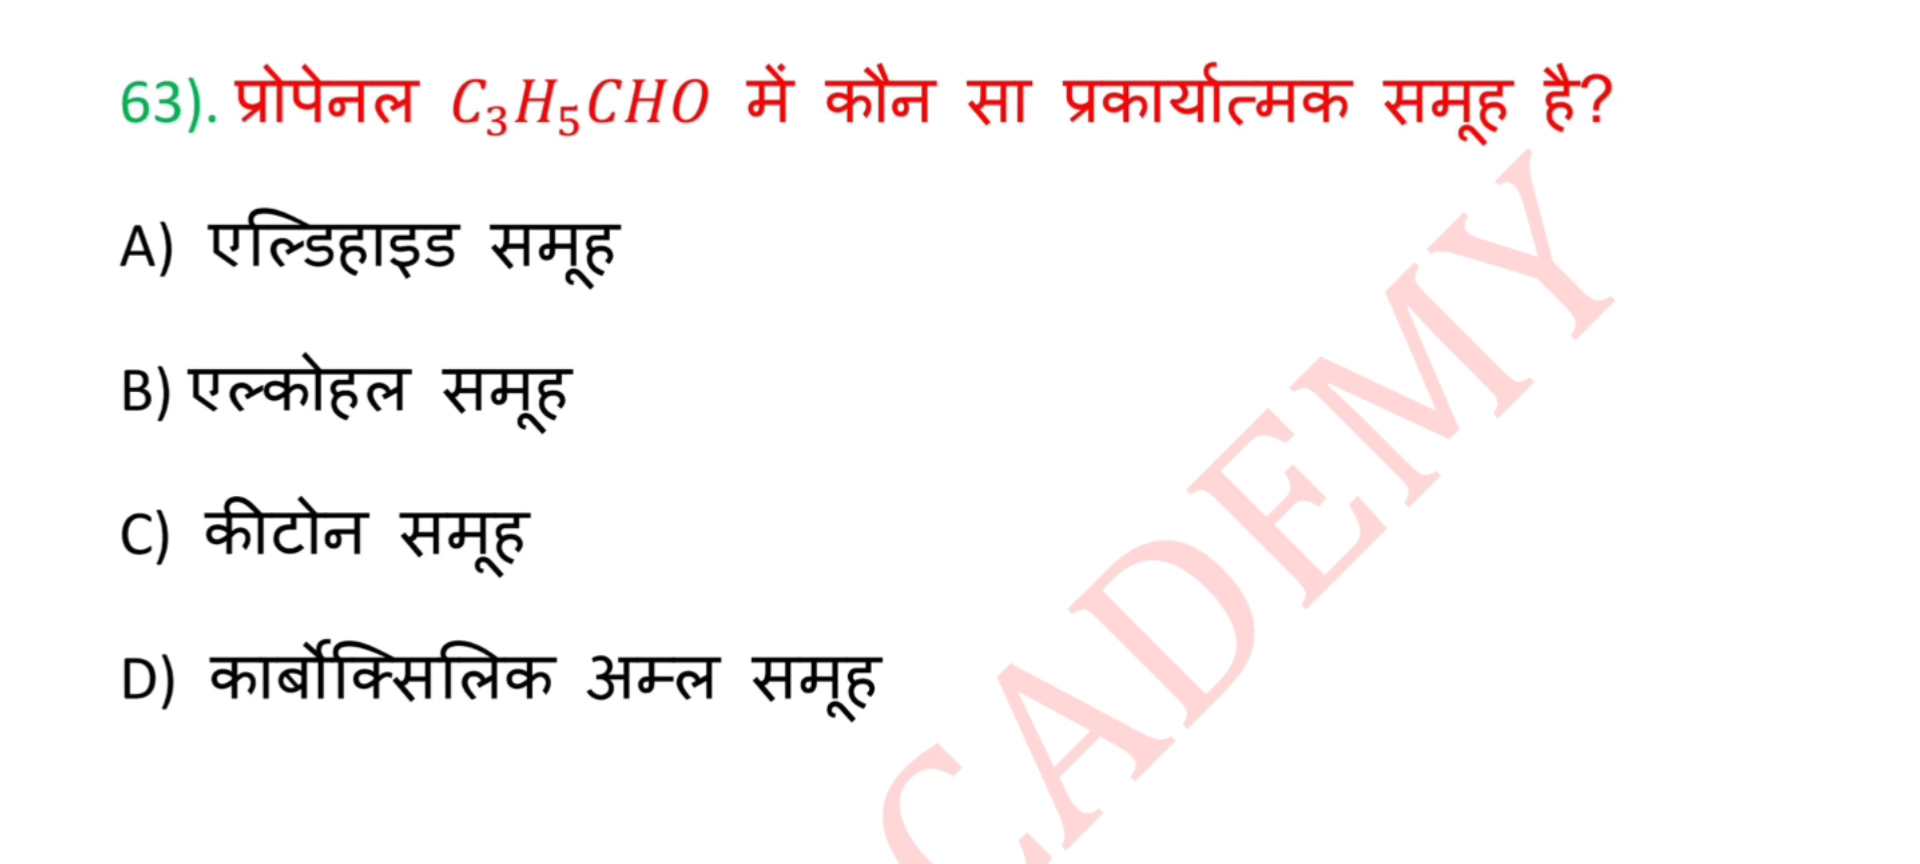 63). प्रोपेनल C₃H₅CHO में कौन सा प्रकार्यात्मक समूह है?
A) एल्डिहाइड समूह
B) एल्कोहल समूह
C) कीटोन समूह
D) कार्बोक्सिलिक अम्ल समूह
CADEMY